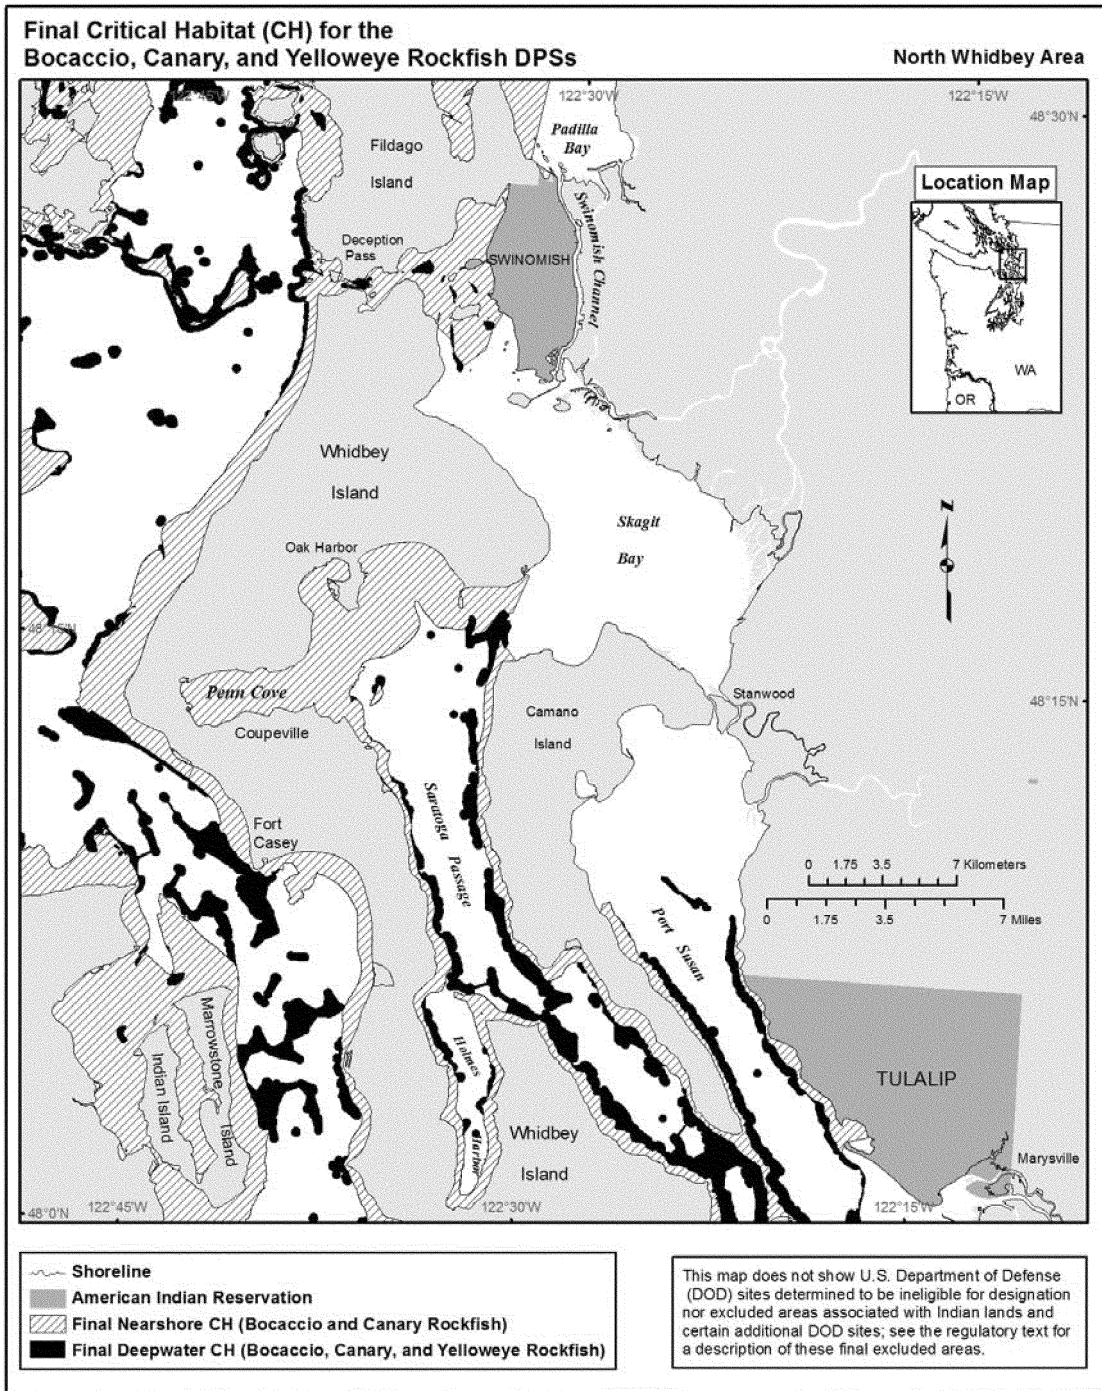 Final Critical Habitat (CH) for the
Bocaccio, Canary, and Yelloweye Rockfish DPSs
North Whidbey Area
122°45'W
122°30'W
122°15'W
48°30'N
Padilla
Bay
Fildago
Island
Location Map
Swinomish Channel
Deception
Pass
SWINOMISH
WA
OR
Whidbey
Island
Skagit
Bay
N
Oak Harbor
48°15'N
Penn Cove
Stanwood
48°15'N
Camano
Island
Coupeville
Saratoga Passage
Fort
Casey
0 1.75 3.5 7 Kilometers
0 1.75 3.5 7 Miles
Port Susan
Marrowstone
Island
Indian Island
Holmes
Harbor
TULALIP
Whidbey
Island
Marysville
48°0'N
122°45'W
122°30'W
122°15'W
48°0'N
Shoreline
American Indian Reservation
Final Nearshore CH (Bocaccio and Canary Rockfish)
Final Deepwater CH (Bocaccio, Canary, and Yelloweye Rockfish)
This map does not show U.S. Department of Defense
(DOD) sites determined to be ineligible for designation
nor excluded areas associated with Indian lands and
certain additional DOD sites; see the regulatory text for
a description of these final excluded areas.